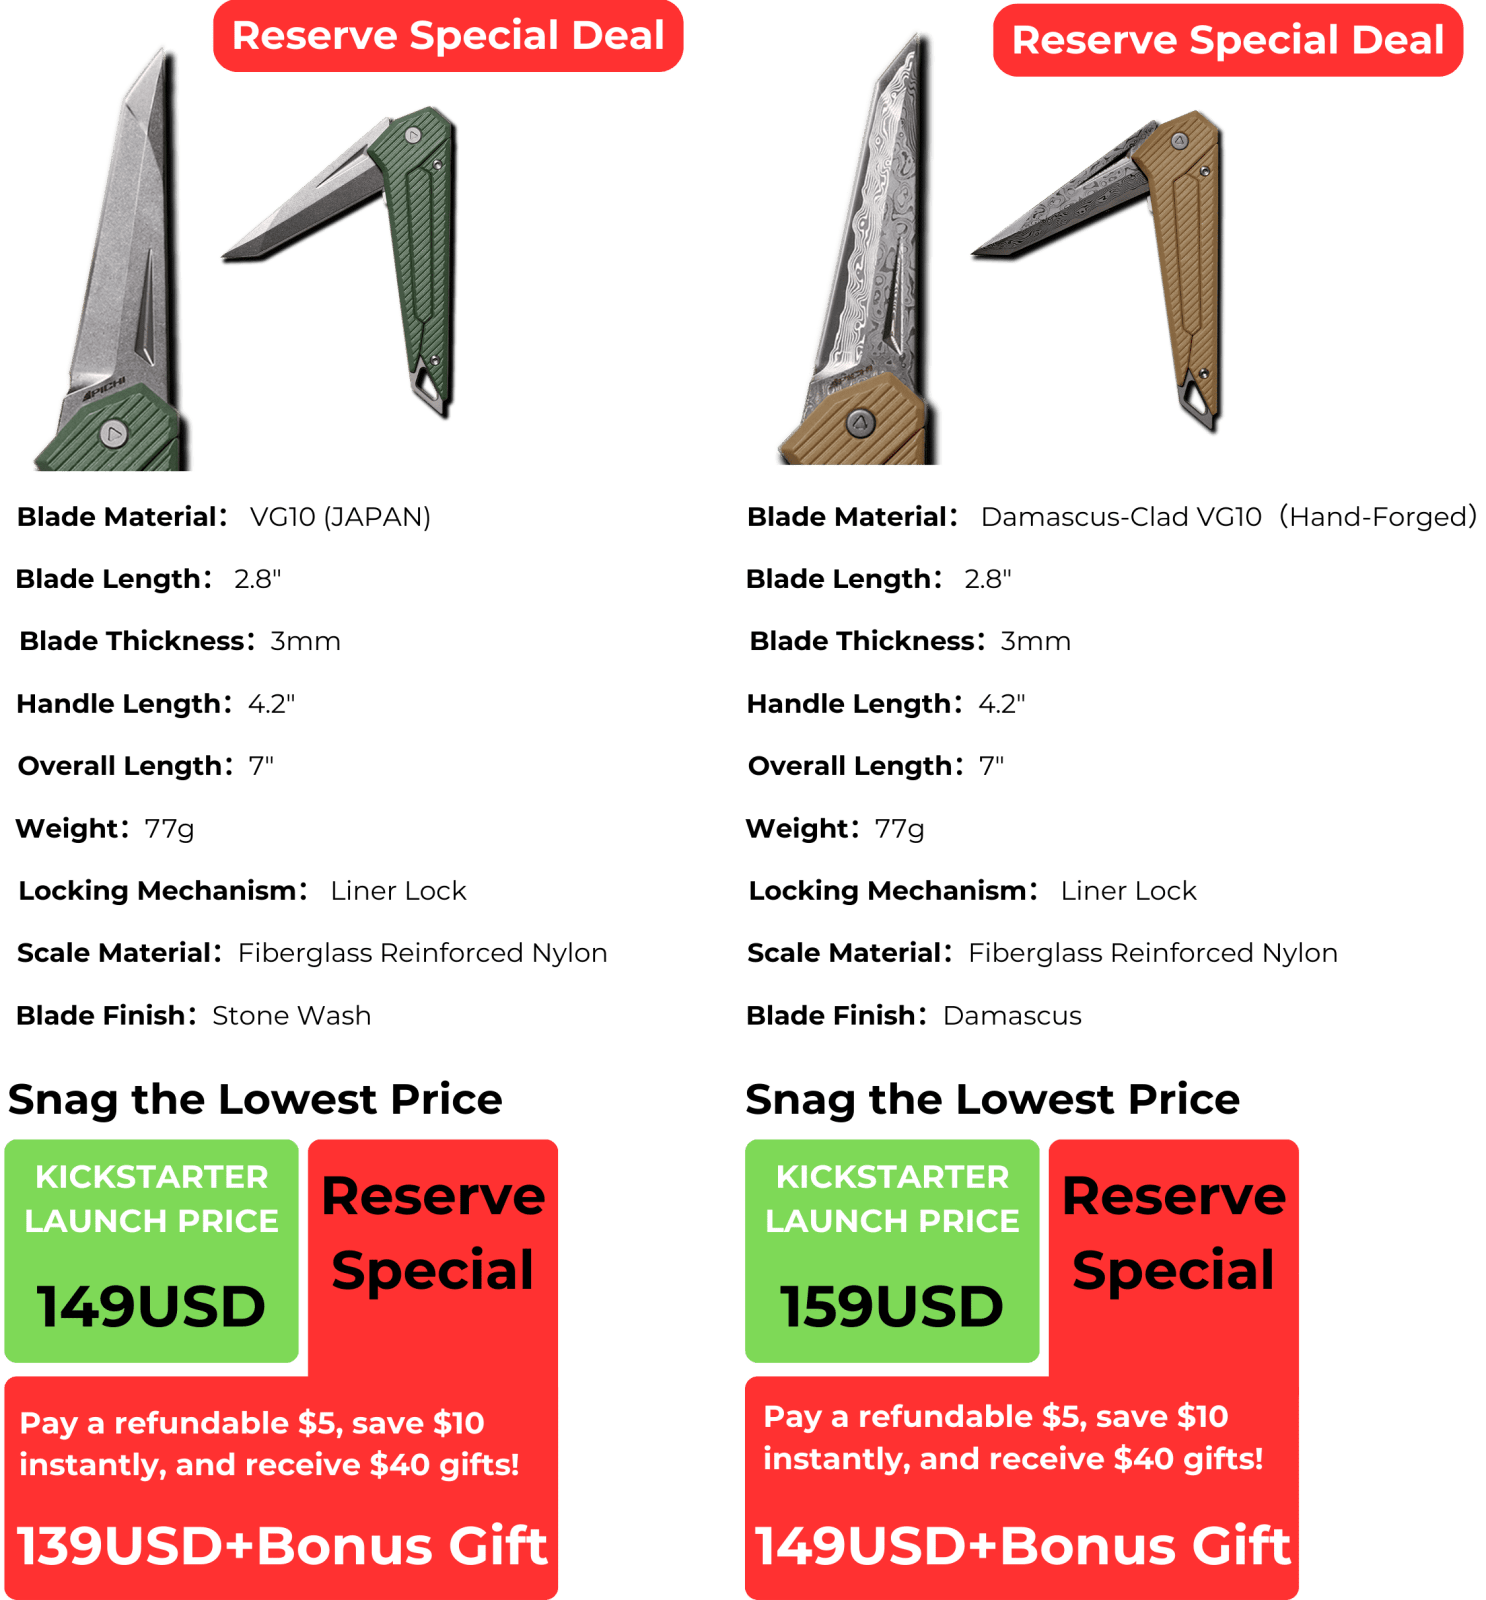 Reserve Special Deal
APICHI
Blade Material： VG10 (JAPAN)
Blade Length： 2.8"
Blade Thickness： 3mm
Handle Length： 4.2"
Overall Length： 7"
Weight： 77g
Locking Mechanism： Liner Lock
Scale Material： Fiberglass Reinforced Nylon
Blade Finish： Stone Wash
Snag the Lowest Price
KICKSTARTER
LAUNCH PRICE
149USD
Reserve
Special
Pay a refundable $5, save $10
instantly, and receive $40 gifts!
139USD+Bonus Gift
Reserve Special Deal
APICHI
Blade Material： Damascus-Clad VG10（Hand-Forged）
Blade Length： 2.8"
Blade Thickness： 3mm
Handle Length： 4.2"
Overall Length： 7"
Weight： 77g
Locking Mechanism： Liner Lock
Scale Material： Fiberglass Reinforced Nylon
Blade Finish： Damascus
Snag the Lowest Price
KICKSTARTER
LAUNCH PRICE
159USD
Reserve
Special
Pay a refundable $5, save $10
instantly, and receive $40 gifts!
149USD+Bonus Gift